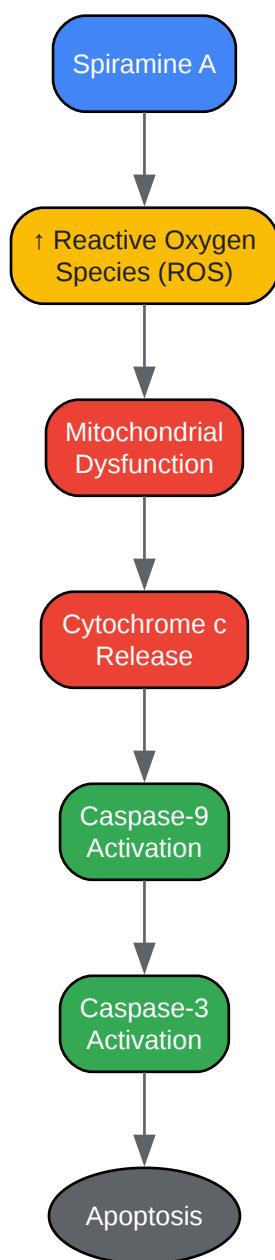 Spiramine A
↑ Reactive Oxygen
Species (ROS)
Mitochondrial
Dysfunction
Cytochrome c
Release
Caspase-9
Activation
Caspase-3
Activation
Apoptosis